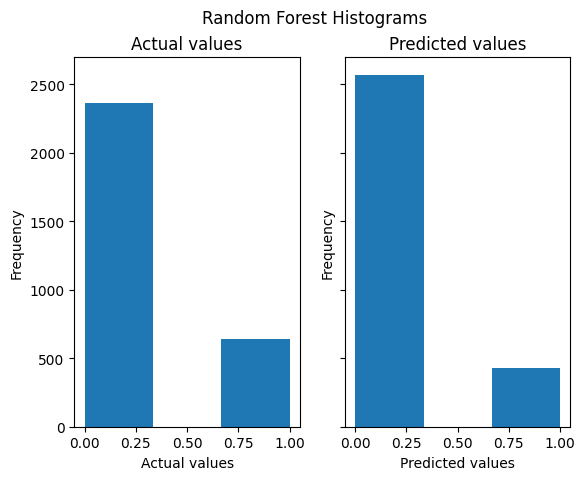 Random Forest Histograms
Actual values
Predicted values
2500
2000
1500
1000
500
0
Frequency
Frequency
0.00 0.25 0.50 0.75 1.00
0.00 0.25 0.50 0.75 1.00
Actual values
Predicted values